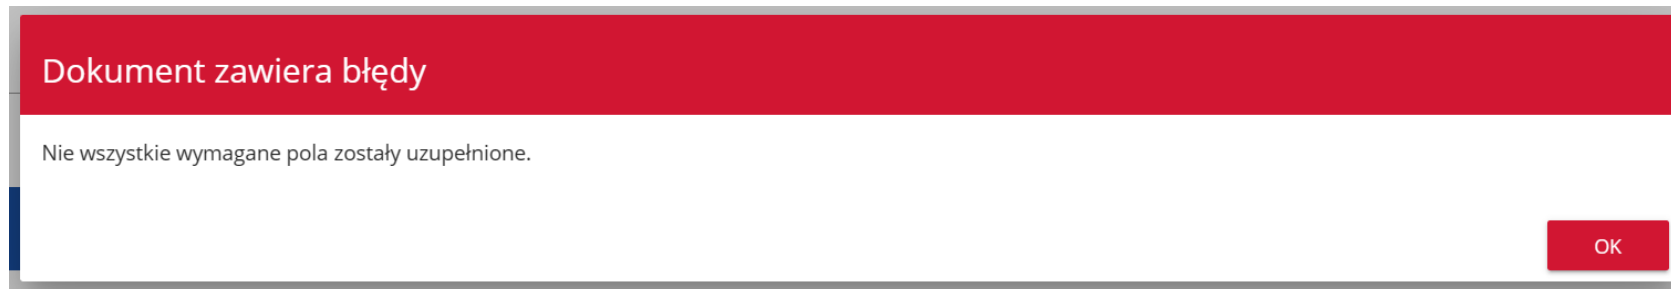 Dokument zawiera błędy
Nie wszystkie wymagane pola zostały uzupełnione.
OK